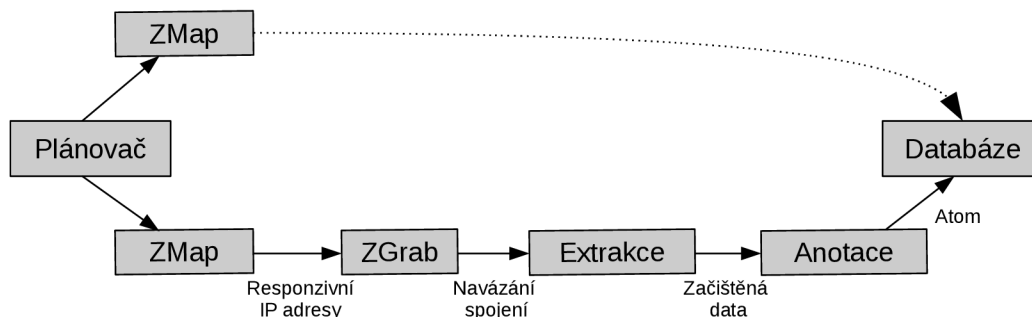 ZMap
Plánovač
Databáze
Atom
ZMap
ZGrab
Extrakce
Anotace
Responzivní
IP adresy
Navázání
spojení
Začištěná
data